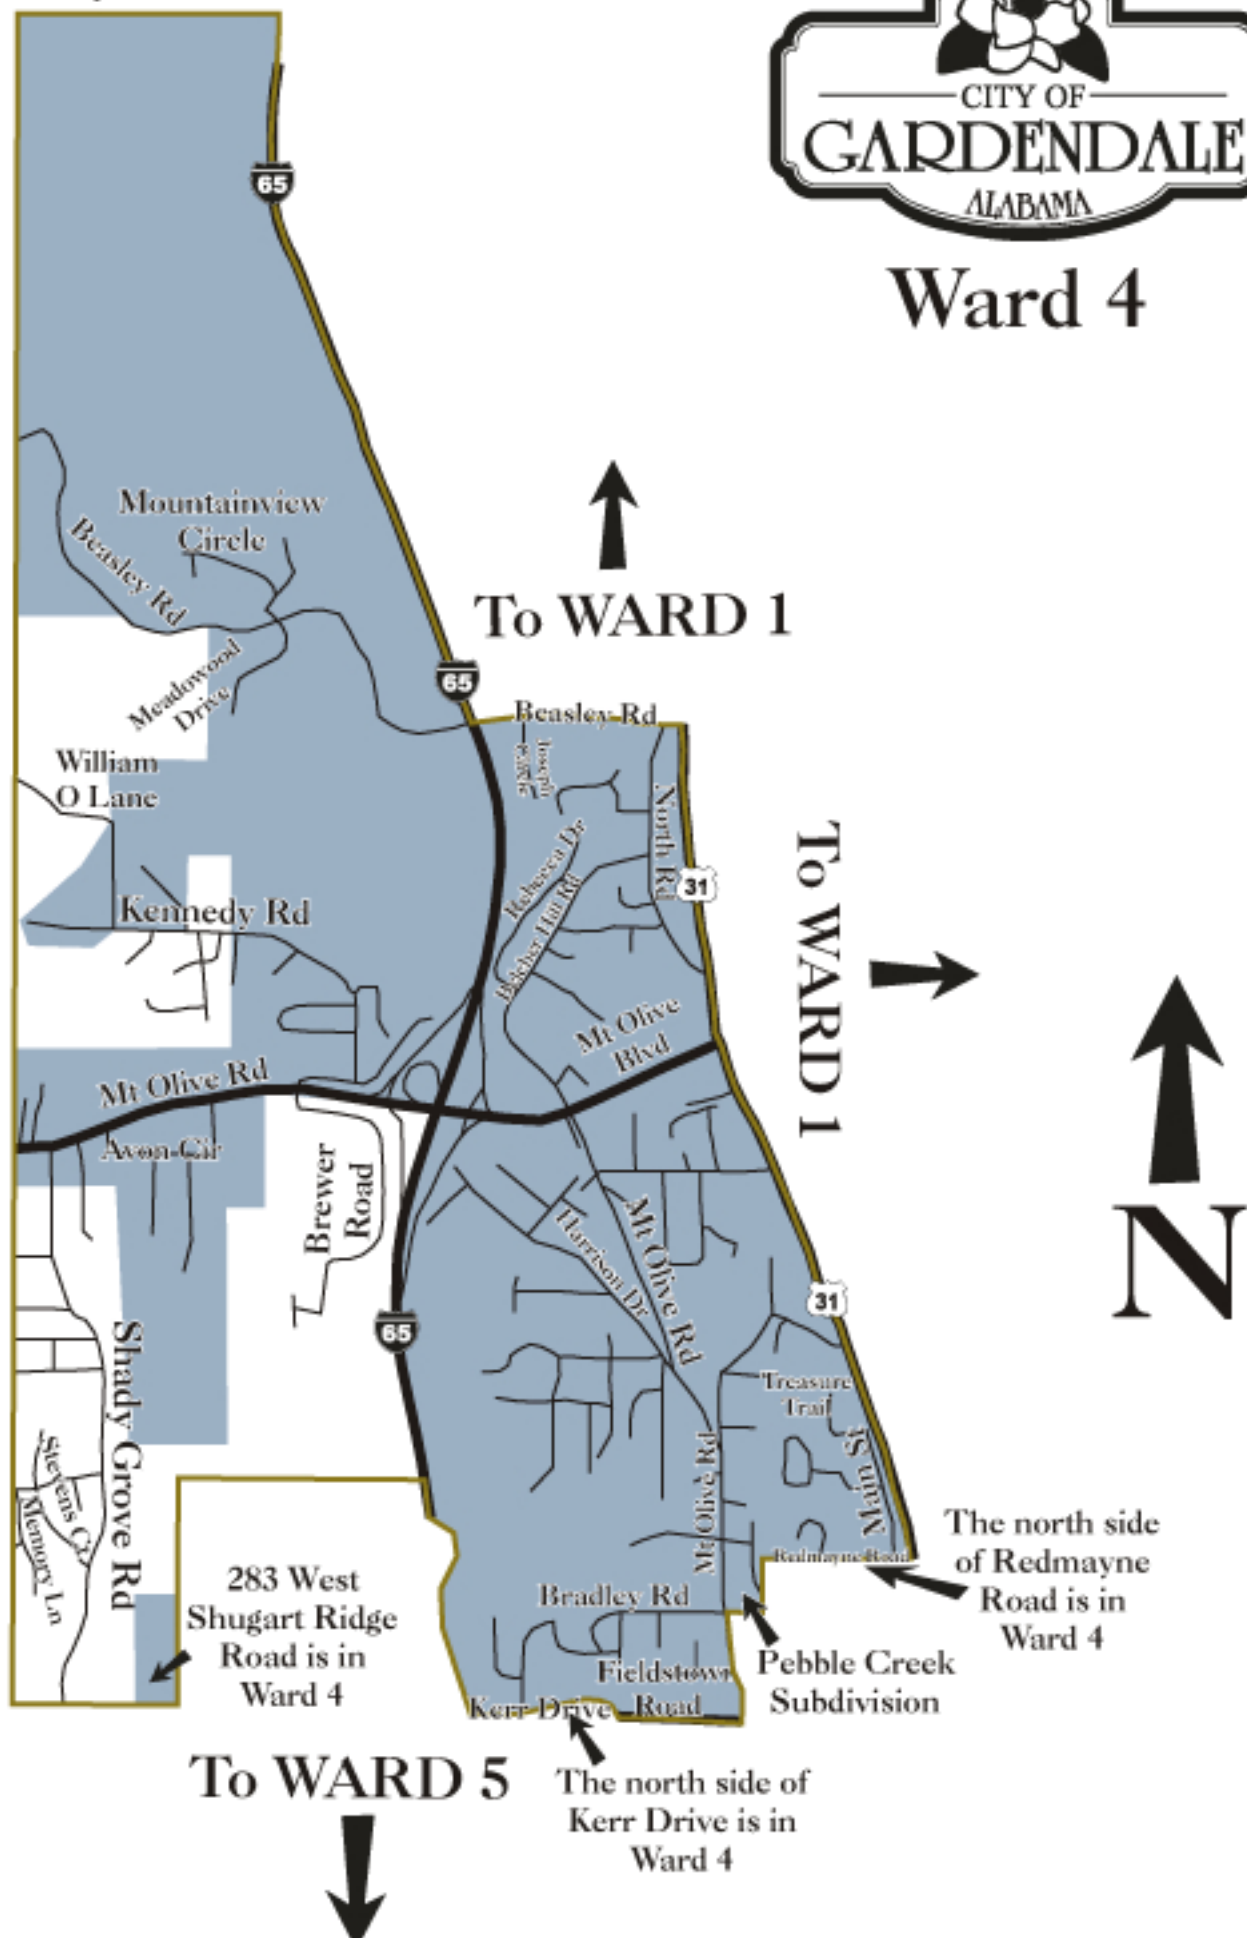 CITY OF
GARDENDALE
ALABAMA
Ward 4
65
Mountainview
Circle
Beasley Rd
To WARD 1
65
Meadowood
Drive
Beasley Rd
Joseph
Circle
William
O Lane
North Rd
Rebecca Dr
31
To WARD 1
Belcher Hill Rd
Kennedy Rd
Mt Olive
Blvd
Mt Olive Rd
Avon Cir
Brewer
Road
N
Mt Olive Rd
Harrison Dr
31
65
Shady Grove Rd
Treasure
Trail
Main St
Stevens Ct
Mt Olive Rd
Memory Ln
The north side
of Redmayne
Road is in
Ward 4
Redmayne Road
283 West
Shugart Ridge
Road is in
Ward 4
Bradley Rd
Pebble Creek
Subdivision
Fieldstown
Road
Kerr Drive
To WARD 5
The north side of
Kerr Drive is in
Ward 4